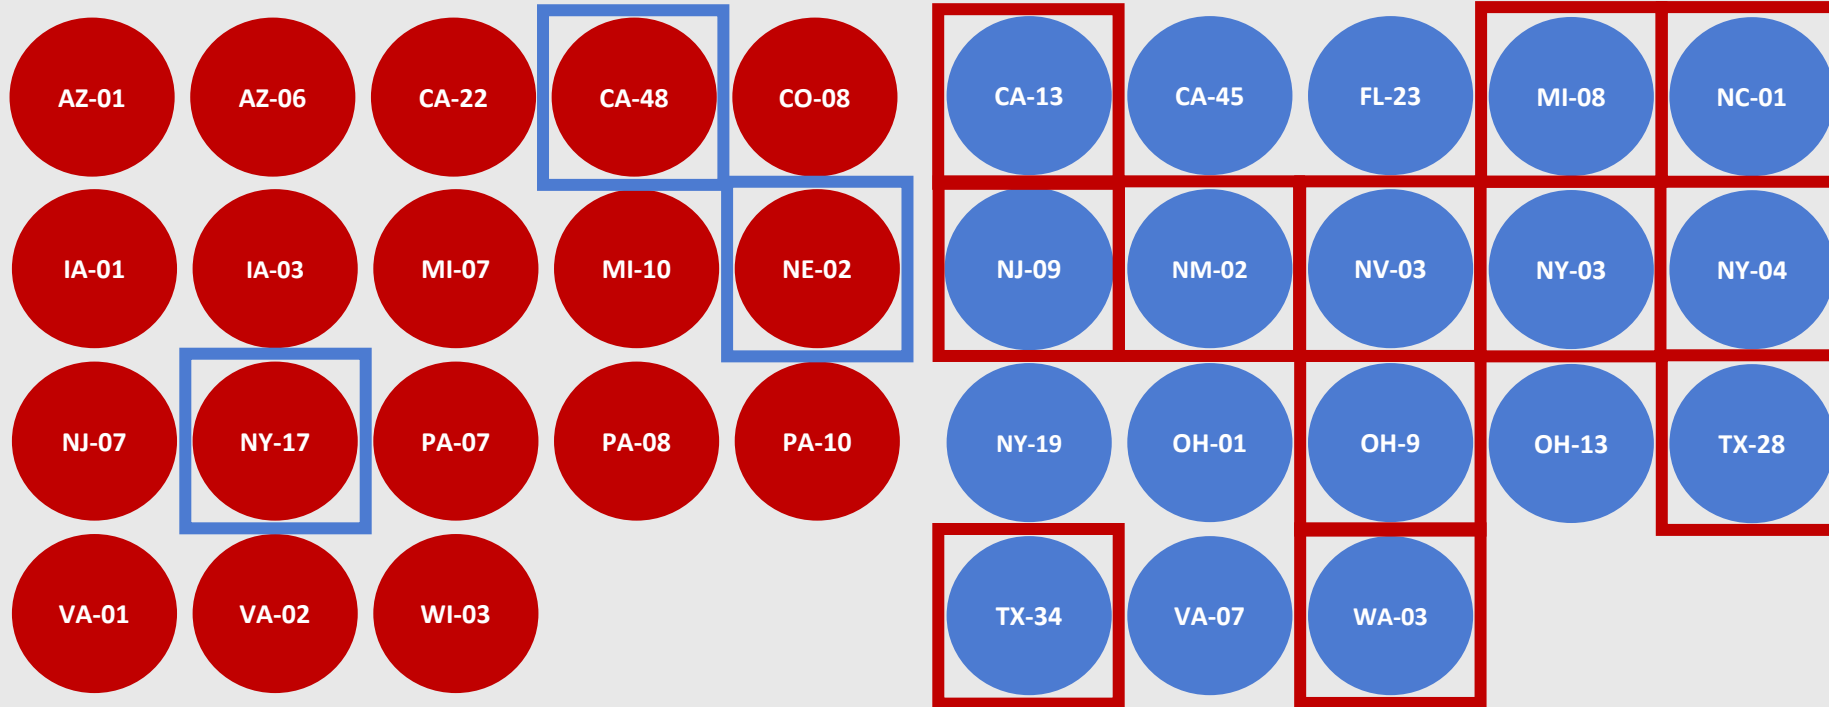 AZ-01 AZ-06 CA-22 CA-48 CO-08
IA-01 IA-03 MI-07 MI-10 NE-02
NJ-07 NY-17 PA-07 PA-08 PA-10
VA-01 VA-02 WI-03
CA-13 CA-45 FL-23 MI-08 NC-01
NJ-09 NM-02 NV-03 NY-03 NY-04
NY-19 OH-01 OH-9 OH-13 TX-28
TX-34 VA-07 WA-03